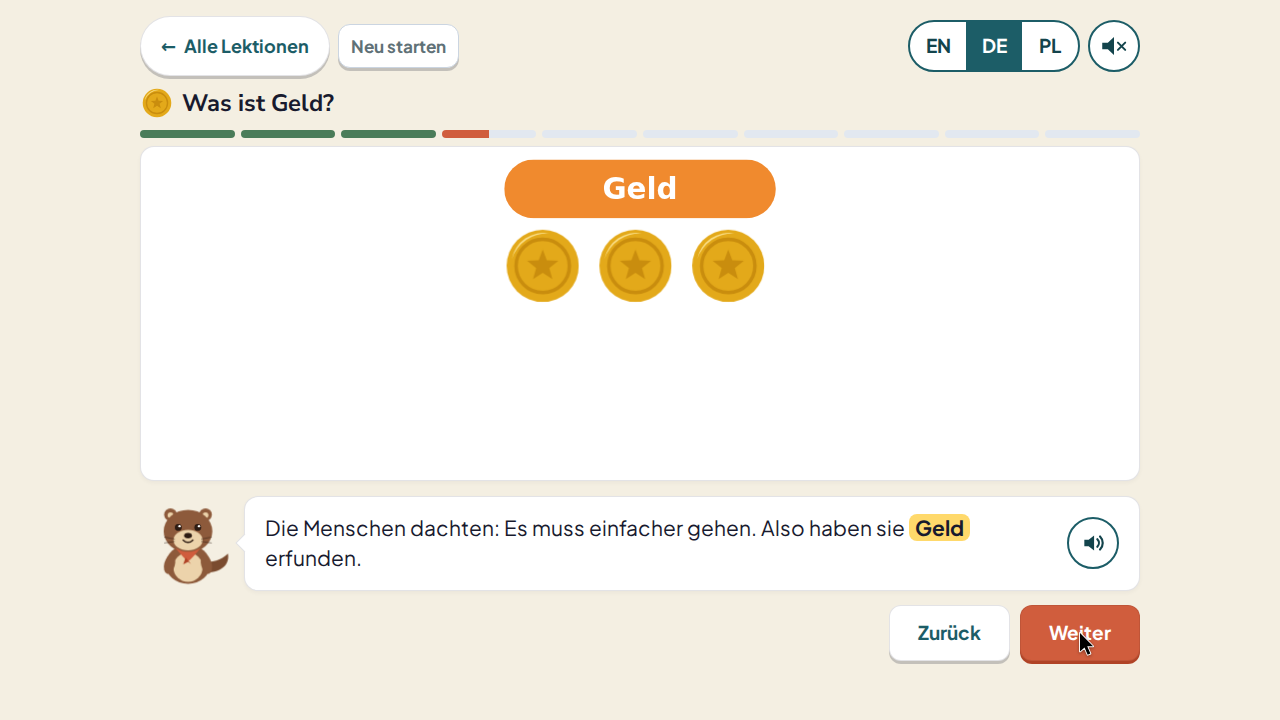 ← Alle Lektionen
Neu starten
EN
DE
PL
Was ist Geld?
Geld
Die Menschen dachten: Es muss einfacher gehen. Also haben sie Geld
erfunden.
Zurück
Weiter